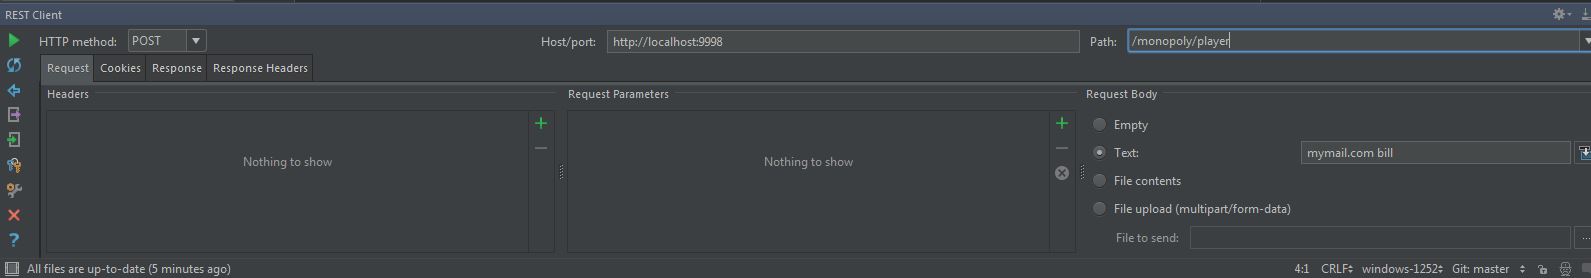 REST Client
HTTP method: POST Host/port: http://localhost:9998 Path: /monopoly/player
Request Cookies Response Response Headers
Headers Request Parameters Request Body
Empty
Nothing to show Nothing to show Text: mymail.com bill
File contents
File upload (multipart/form-data)
File to send: ...
All files are up-to-date (5 minutes ago) 4:1 CRLF windows-1252 Git: master